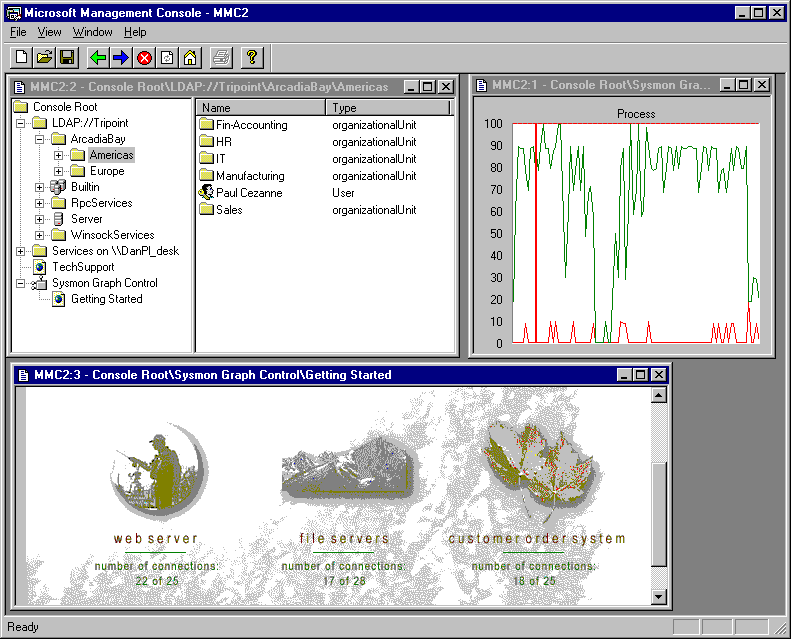 Microsoft Management Console - MMC2
File View Window Help
MMC2:2 - Console Root\LDAP://Tripoint\ArcadiaBay\Americas
Console Root
LDAP://Tripoint
ArcadiaBay
Americas
Europe
Builtin
RpcServices
Server
WinsockServices
Services on \\DanPl_desk
TechSupport
Sysmon Graph Control
Getting Started
Name Type
Fin-Accounting organizationalUnit
HR organizationalUnit
IT organizationalUnit
Manufacturing organizationalUnit
Paul Cezanne User
Sales organizationalUnit
MMC2:1 - Console Root\Sysmon Gra...
Process
100
90
80
70
60
50
40
30
20
10
0
MMC2:3 - Console Root\Sysmon Graph Control\Getting Started
web server
number of connections:
22 of 25
file servers
number of connections:
17 of 28
customer order system
number of connections:
18 of 25
Ready